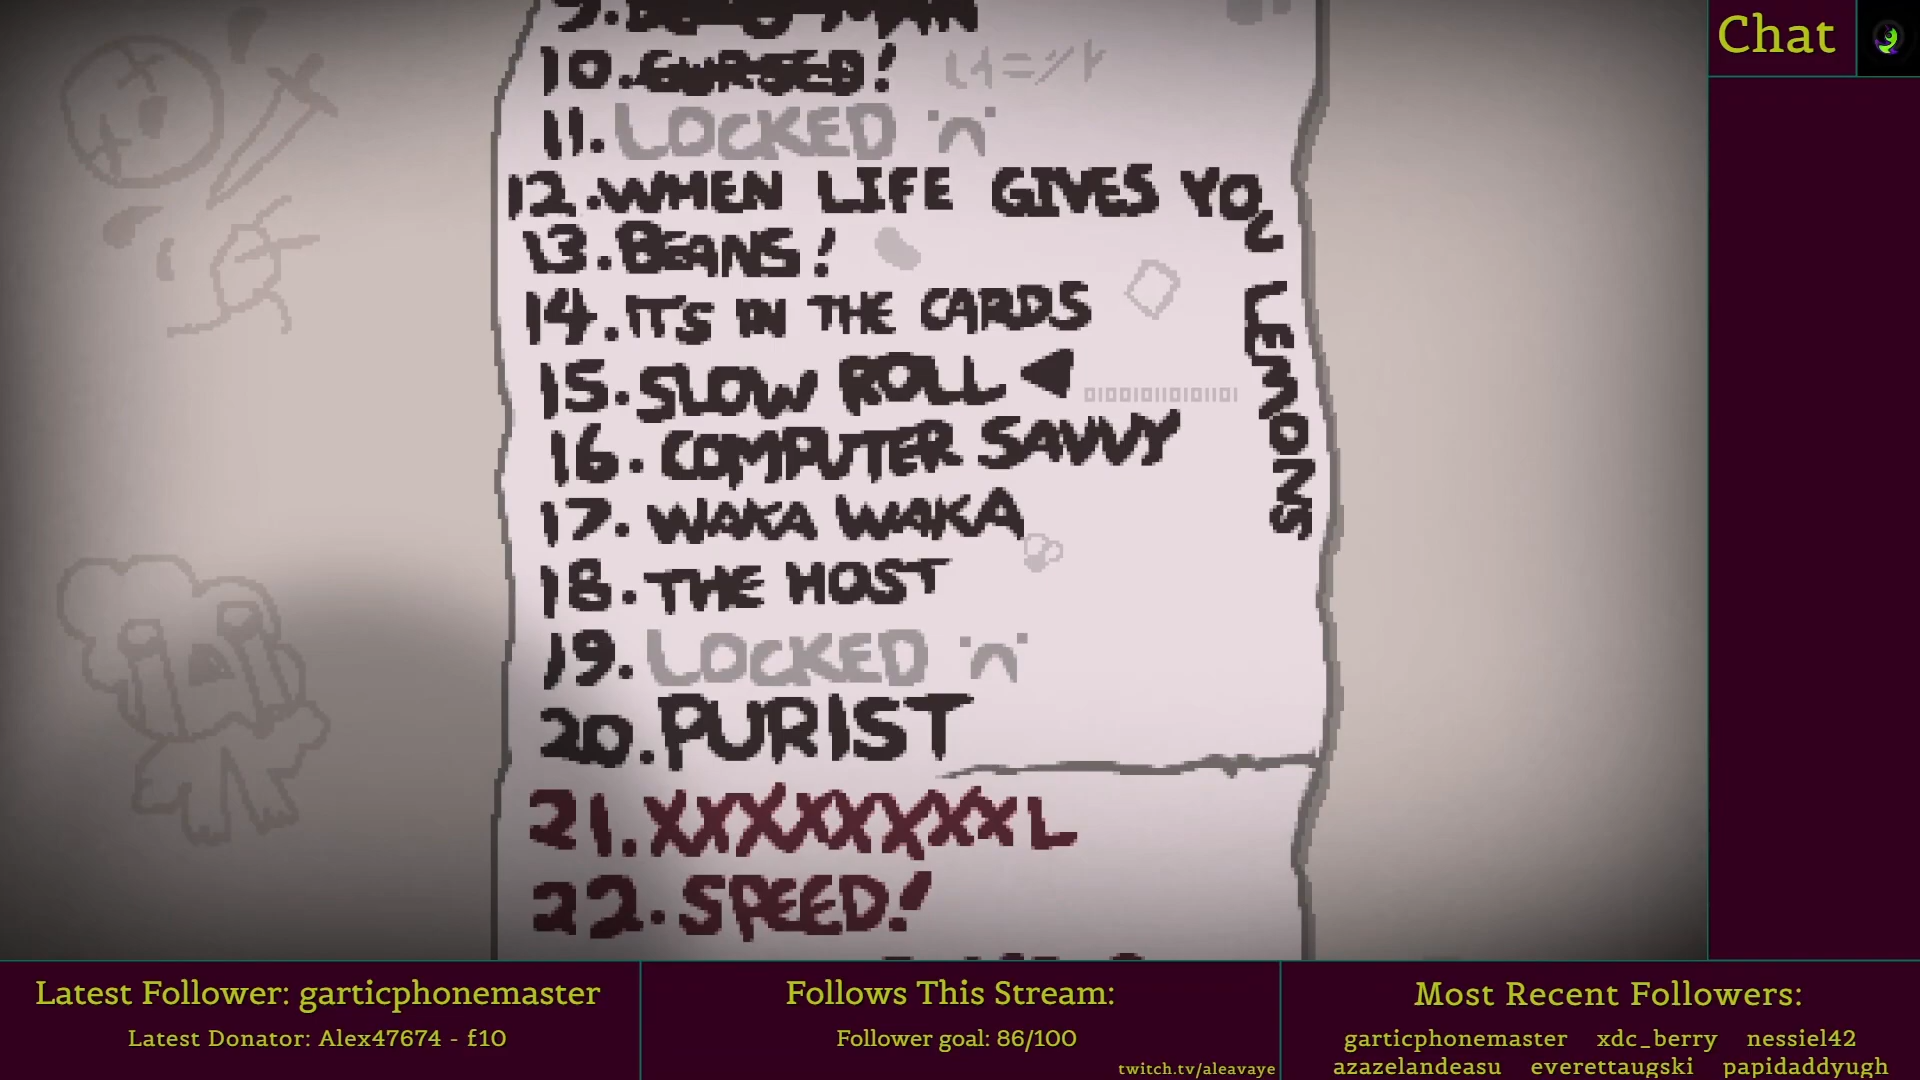 10. CURSED!
11. LOCKED
12. WHEN LIFE GIVES YOU LEMONS
13. BEANS!
14. IT'S IN THE CARDS
15. SLOW ROLL
010010110101101
16. COMPUTER SAVVY
17. WAKA WAKA
18. THE HOST
19. LOCKED
20. PURIST
21. XXXXXXXXL
22. SPEED!
Chat
Latest Follower: garticphonemaster
Latest Donator: Alex47674 - £10
Follows This Stream:
Follower goal: 86/100
twitch.tv/aleavaye
Most Recent Followers:
garticphonemaster xdc_berry nessiel42
azazelandeasu everettaugski papidaddyugh